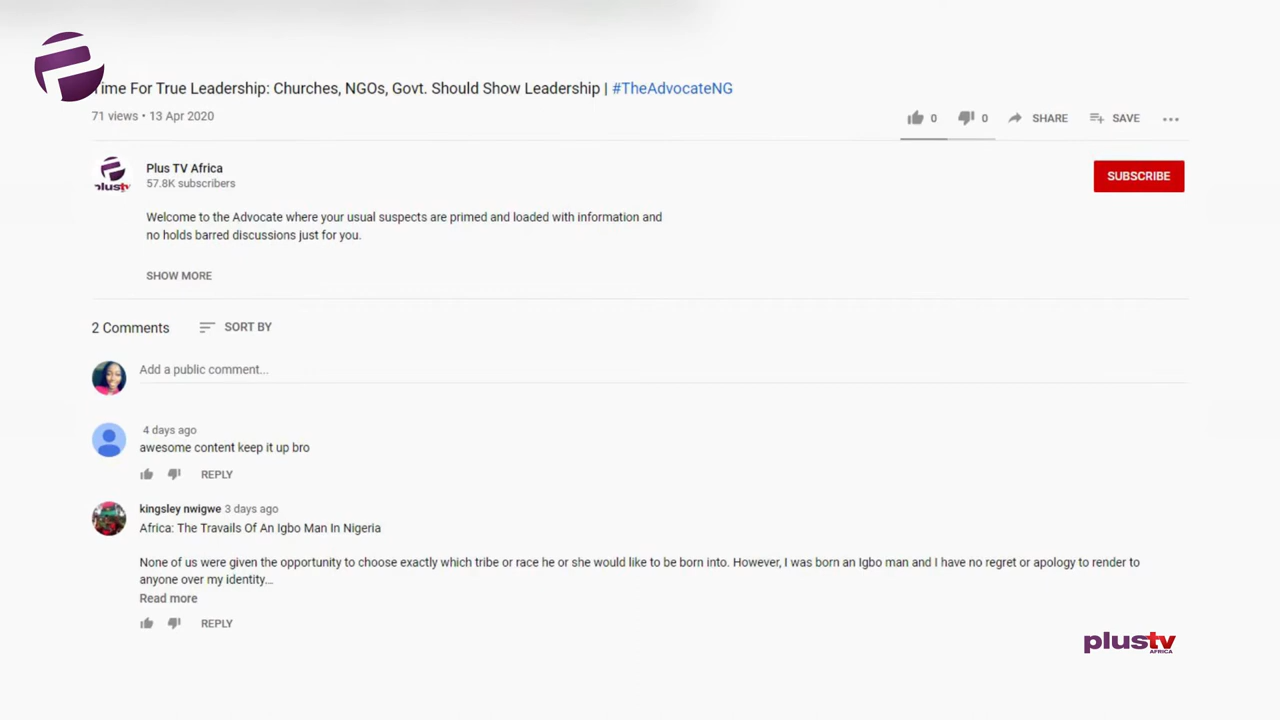 Time For True Leadership: Churches, NGOs, Govt. Should Show Leadership | #TheAdvocateNG
71 views • 13 Apr 2020
0 0 SHARE SAVE
plustv
Plus TV Africa
57.8K subscribers
SUBSCRIBE
Welcome to the Advocate where your usual suspects are primed and loaded with information and
no holds barred discussions just for you.
SHOW MORE
2 Comments SORT BY
Add a public comment...
4 days ago
awesome content keep it up bro
REPLY
kingsley nwigwe 3 days ago
Africa: The Travails Of An Igbo Man In Nigeria
None of us were given the opportunity to choose exactly which tribe or race he or she would like to be born into. However, I was born an Igbo man and I have no regret or apology to render to
anyone over my identity...
Read more
REPLY
plustv
AFRICA